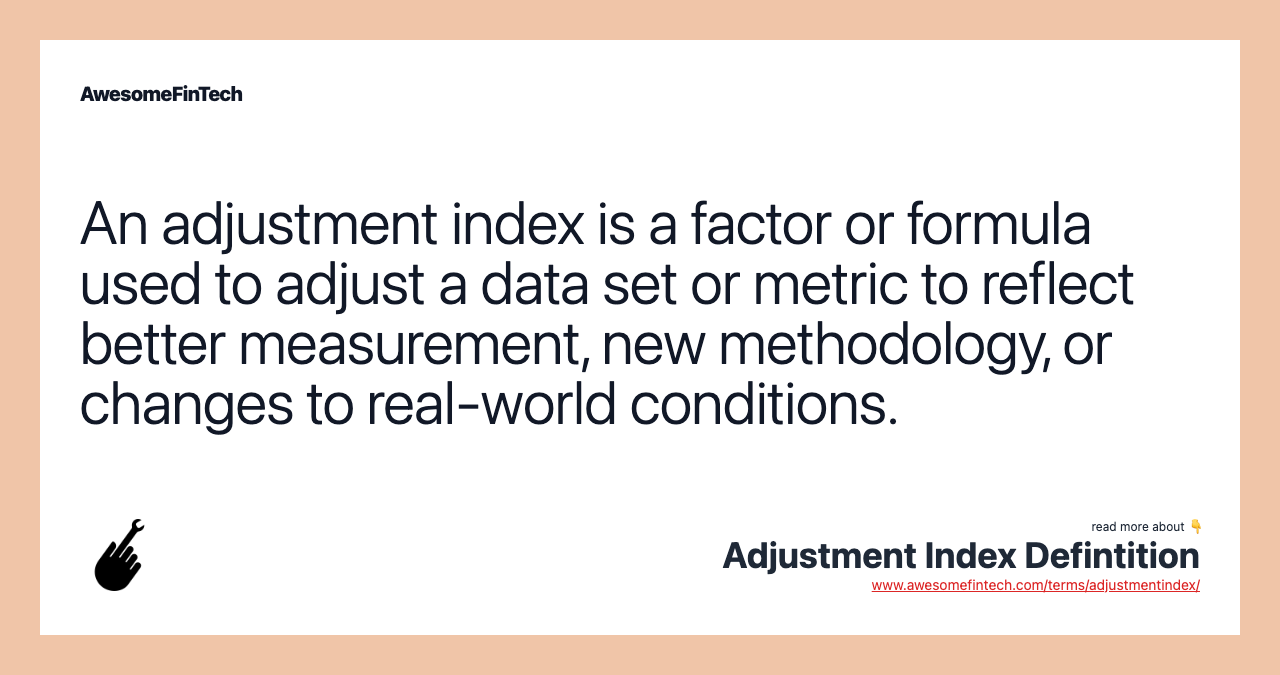 AwesomeFinTech
An adjustment index is a factor or formula
used to adjust a data set or metric to reflect
better measurement, new methodology, or
changes to real-world conditions.
read more about 👇
Adjustment Index Defintition
www.awesomefintech.com/terms/adjustmentindex/